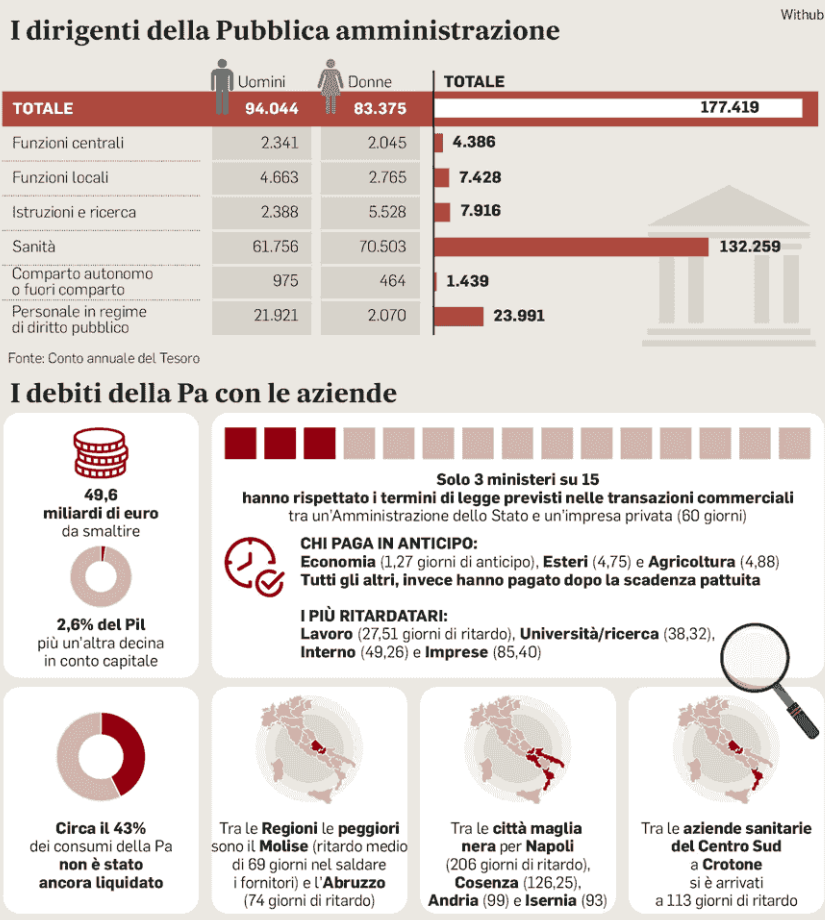 Withub
I dirigenti della Pubblica amministrazione
Uomini Donne TOTALE
TOTALE 94.044 83.375 177.419
Funzioni centrali 2.341 2.045 4.386
Funzioni locali 4.663 2.765 7.428
Istruzioni e ricerca 2.388 5.528 7.916
Sanità 61.756 70.503 132.259
Comparto autonomo
o fuori comparto 975 464 1.439
Personale in regime
di diritto pubblico 21.921 2.070 23.991
Fonte: Conto annuale del Tesoro
I debiti della Pa con le aziende
49,6
miliardi di euro
da smaltire
2,6% del Pil
più un'altra decina
in conto capitale
Solo 3 ministeri su 15
hanno rispettato i termini di legge previsti nelle transazioni commerciali
tra un'Amministrazione dello Stato e un'impresa privata (60 giorni)
CHI PAGA IN ANTICIPO:
Economia (1,27 giorni di anticipo), Esteri (4,75) e Agricoltura (4,88)
Tutti gli altri, invece hanno pagato dopo la scadenza pattuita
I PIÙ RITARDATARI:
Lavoro (27,51 giorni di ritardo), Università/ricerca (38,32),
Interno (49,26) e Imprese (85,40)
Circa il 43%
dei consumi della Pa
non è stato
ancora liquidato
Tra le Regioni le peggiori
sono il Molise (ritardo medio
di 69 giorni nel saldare
i fornitori) e l'Abruzzo
(74 giorni di ritardo)
Tra le città maglia
nera per Napoli
(206 giorni di ritardo),
Cosenza (126,25),
Andria (99) e Isernia (93)
Tra le aziende sanitarie
del Centro Sud
a Crotone
si è arrivati
a 113 giorni di ritardo